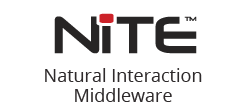 NiTE™
Natural Interaction
Middleware